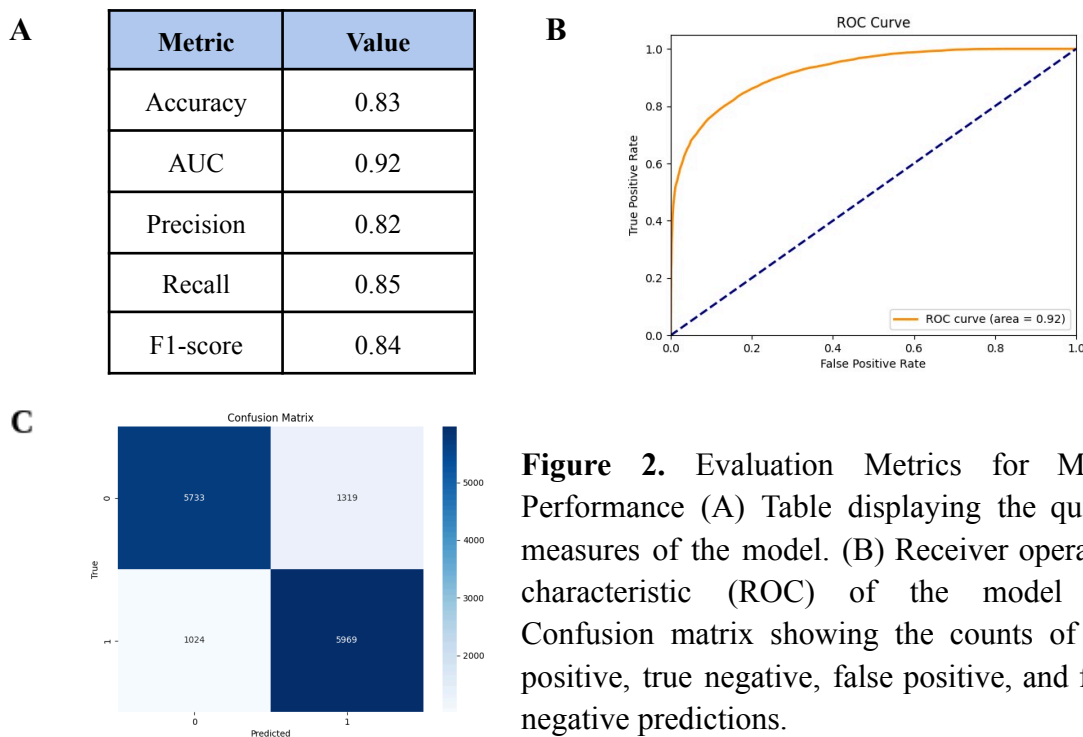 A
Metric Value
Accuracy 0.83
AUC 0.92
Precision 0.82
Recall 0.85
F1-score 0.84
B
ROC Curve
1.0
0.8
0.6
0.4
0.2
0.0
True Positive Rate
0.0 0.2 0.4 0.6 0.8 1.0
False Positive Rate
ROC curve (area = 0.92)
C
Confusion Matrix
0
1
True
5733 1319
1024 5969
0 1
Predicted
5000
4000
3000
2000
Figure 2. Evaluation Metrics for M
Performance (A) Table displaying the qu
measures of the model. (B) Receiver opera
characteristic (ROC) of the model
Confusion matrix showing the counts of
positive, true negative, false positive, and f
negative predictions.